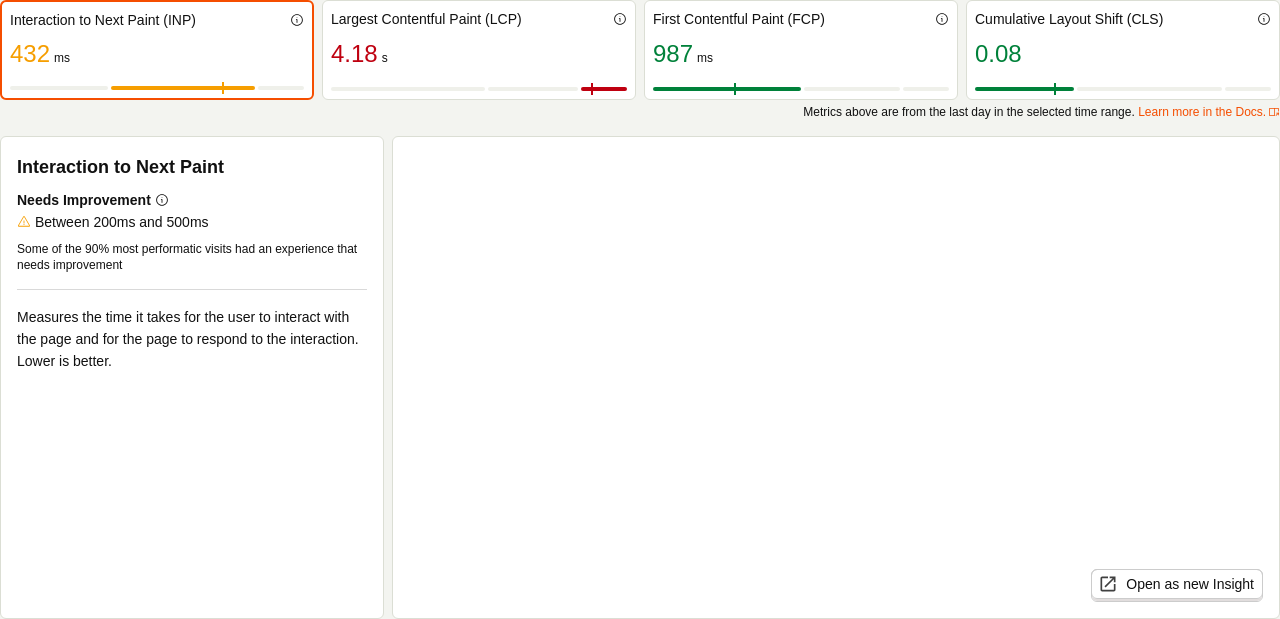 Interaction to Next Paint (INP)
432 ms
Largest Contentful Paint (LCP)
4.18 s
First Contentful Paint (FCP)
987 ms
Cumulative Layout Shift (CLS)
0.08
Metrics above are from the last day in the selected time range. Learn more in the Docs.
Interaction to Next Paint
Needs Improvement
Between 200ms and 500ms
Some of the 90% most performatic visits had an experience that
needs improvement
Measures the time it takes for the user to interact with
the page and for the page to respond to the interaction.
Lower is better.
Open as new Insight